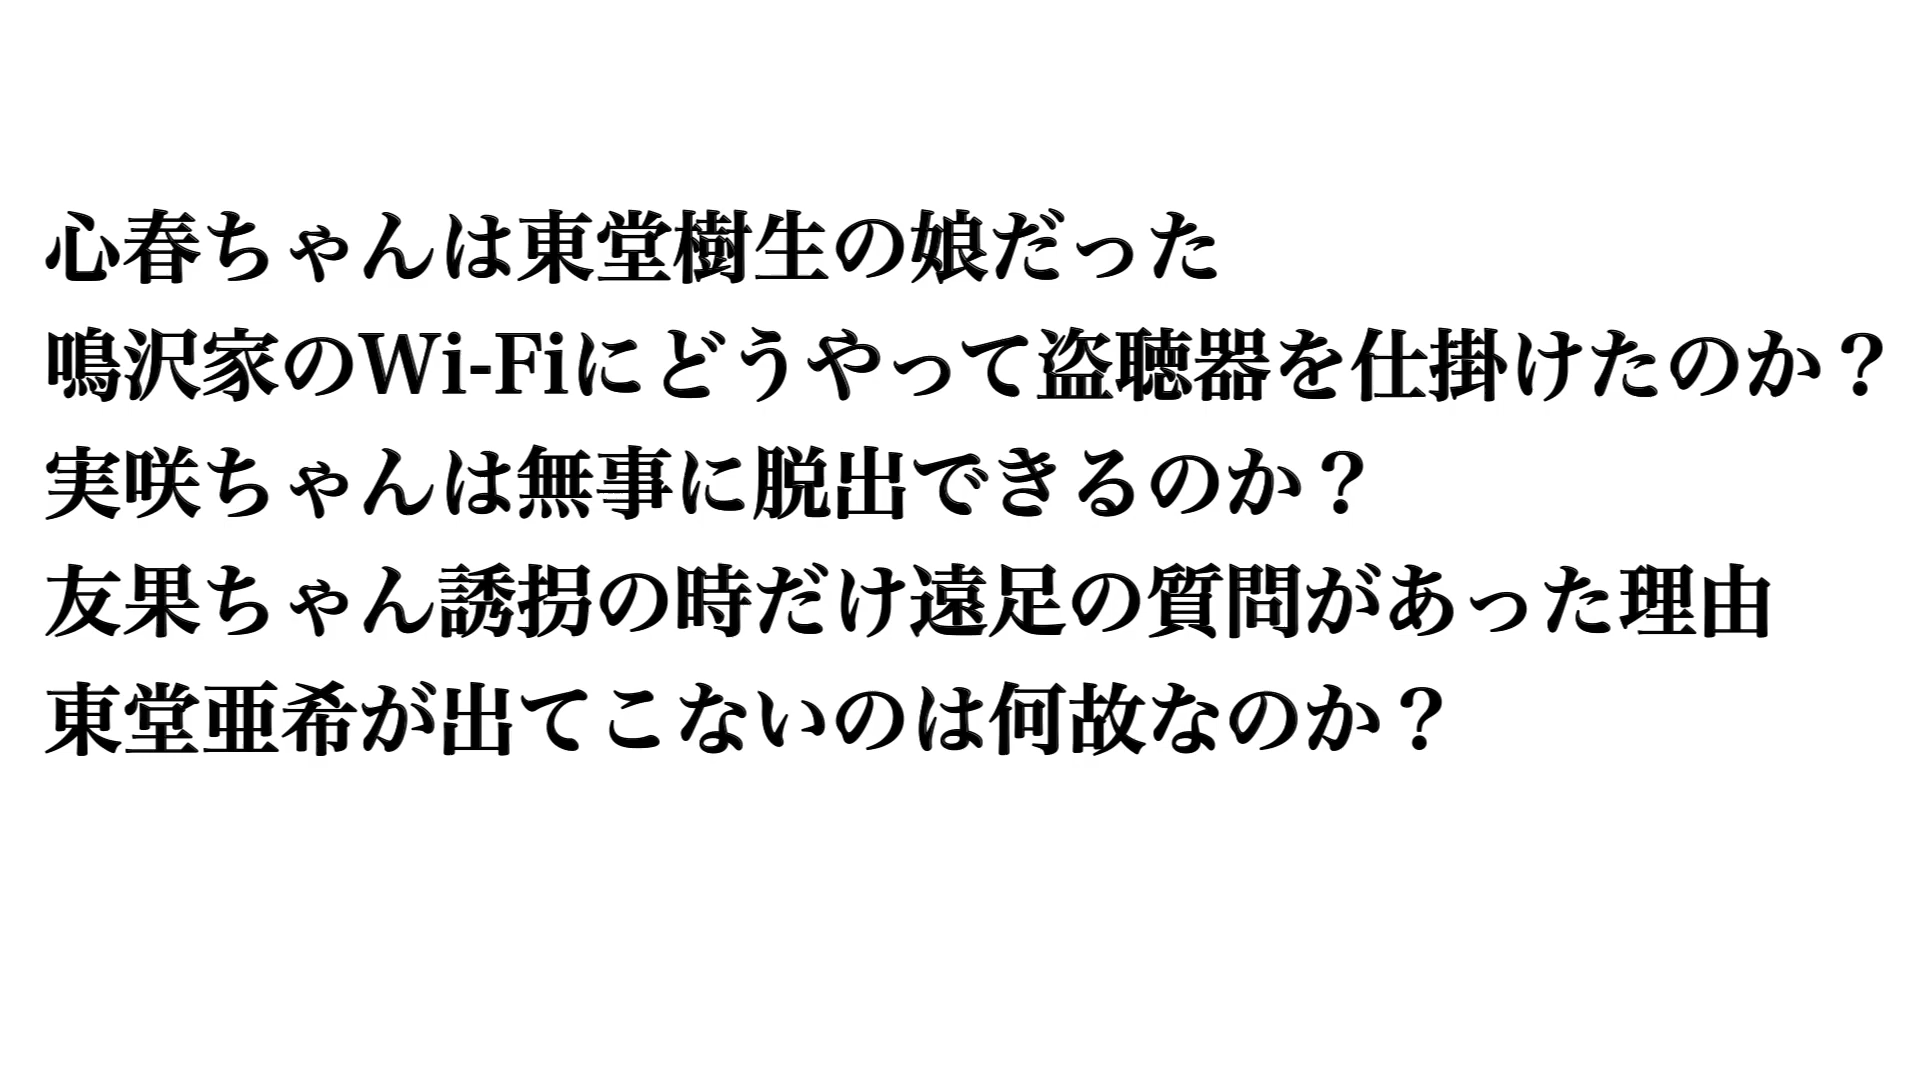 心春ちゃんは東堂樹生の娘だった
鳴沢家のWi-Fiにどうやって盗聴器を仕掛けたのか？
実咲ちゃんは無事に脱出できるのか？
友果ちゃん誘拐の時だけ遠足の質問があった理由
東堂亜希が出てこないのは何故なのか？